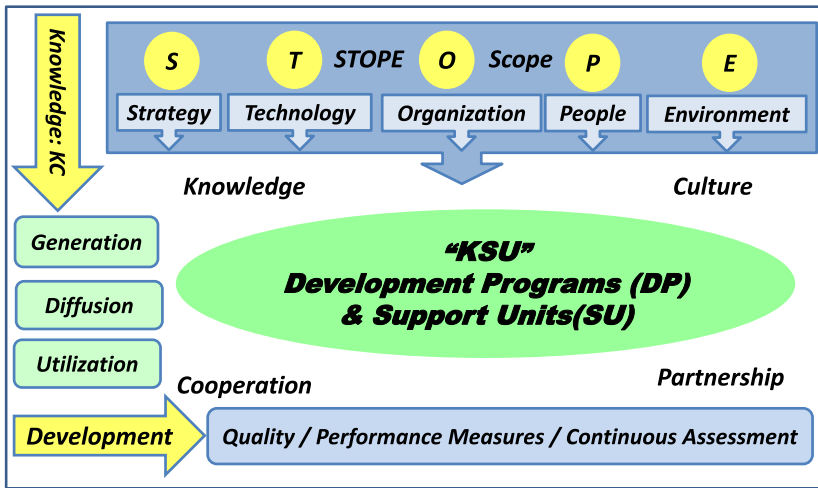 Knowledge: KC
S T STOPE O Scope P E
Strategy Technology Organization People Environment
Knowledge Culture
Generation
Diffusion
Utilization
“KSU”
Development Programs (DP)
& Support Units(SU)
Cooperation Partnership
Development Quality / Performance Measures / Continuous Assessment